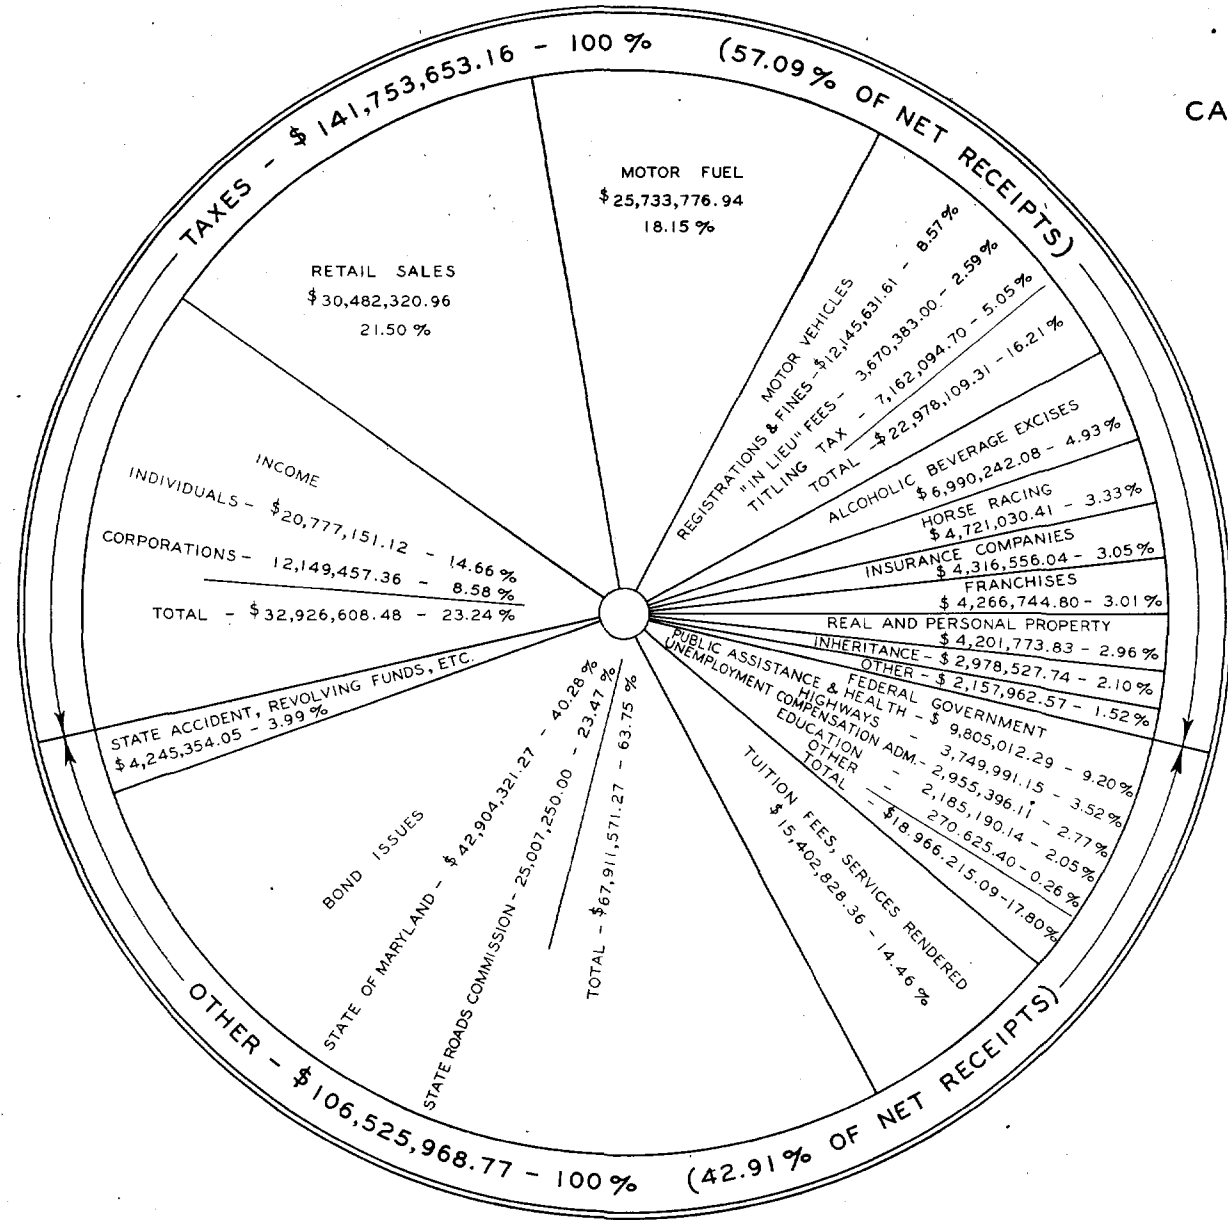 TAXES - $141,753,653.16 - 100% (57.09% OF NET RECEIPTS)
CA
MOTOR FUEL
$25,733,776.94
18.15%
RETAIL SALES
$30,482,320.96
21.50%
MOTOR VEHICLES
REGISTRATIONS & FINES - $12,145,631.61 - 8.57%
"IN LIEU" FEES - 3,670,383.00 - 2.59%
TITLING TAX - 7,162,094.70 - 5.05%
TOTAL - $22,978,109.31 - 16.21%
ALCOHOLIC BEVERAGE EXCISES
$6,990,242.08 - 4.93%
HORSE RACING
$4,721,030.41 - 3.33%
INSURANCE COMPANIES
$4,316,556.04 - 3.05%
FRANCHISES
$4,266,744.80 - 3.01%
REAL AND PERSONAL PROPERTY
$4,201,773.83 - 2.96%
INHERITANCE - $2,978,527.74 - 2.10%
OTHER - $2,157,962.57 - 1.52%
INCOME
INDIVIDUALS - $20,777,151.12 - 14.66%
CORPORATIONS - 12,149,457.36 - 8.58%
TOTAL - $32,926,608.48 - 23.24%
FEDERAL GOVERNMENT
PUBLIC ASSISTANCE & HEALTH - $9,805,012.29 - 9.20%
HIGHWAYS - 3,749,991.15 - 3.52%
UNEMPLOYMENT COMPENSATION ADM. - 2,955,396.11 - 2.77%
EDUCATION - 2,185,190.14 - 2.05%
OTHER - 270.625.40 - 0.26%
TOTAL - $18.966.215.09 - 17.80%
TUITION FEES, SERVICES RENDERED
$15,402,828.36 - 14.46%
STATE ACCIDENT, REVOLVING FUNDS, ETC.
$4,245,354.05 - 3.99%
BOND ISSUES
STATE OF MARYLAND - $42,904,321.27 - 40.28%
STATE ROADS COMMISSION - 25,007,250.00 - 23.47%
TOTAL - $67,911,571.27 - 63.75%
OTHER - $106,525,968.77 - 100% (42.91% OF NET RECEIPTS)